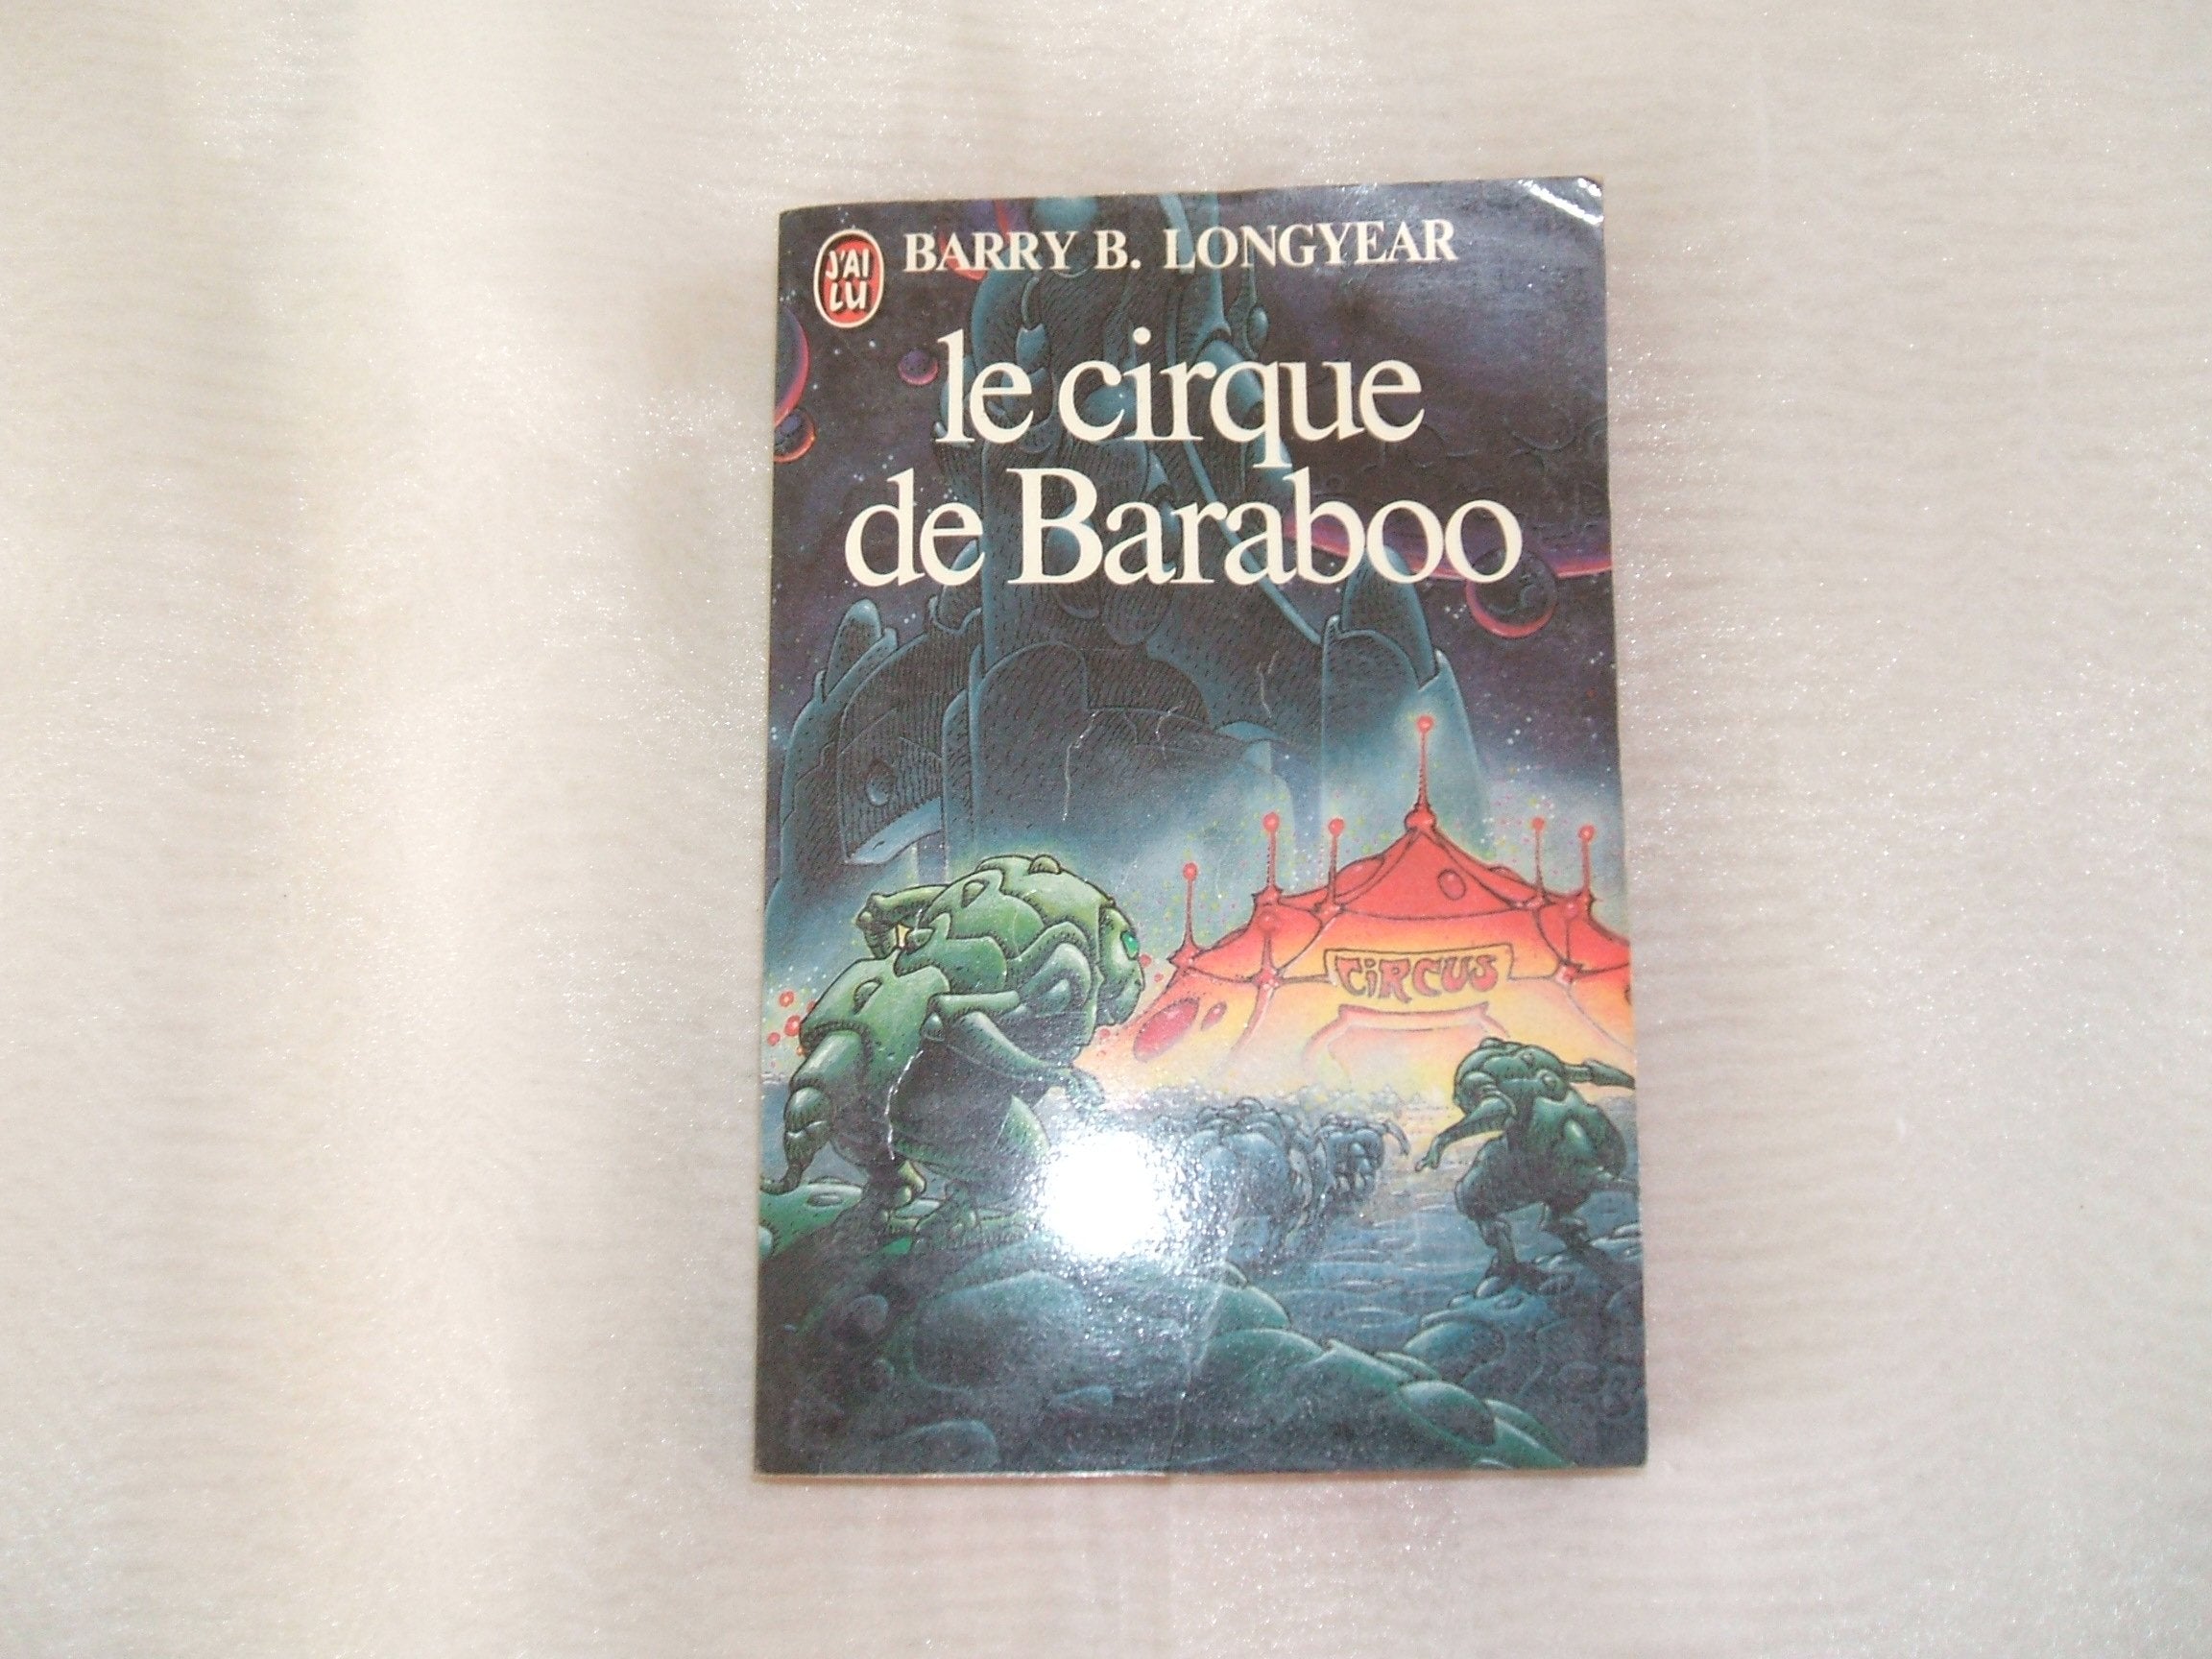 J'AI
LU
BARRY B. LONGYEAR
le cirque
de Baraboo
CiRCUS